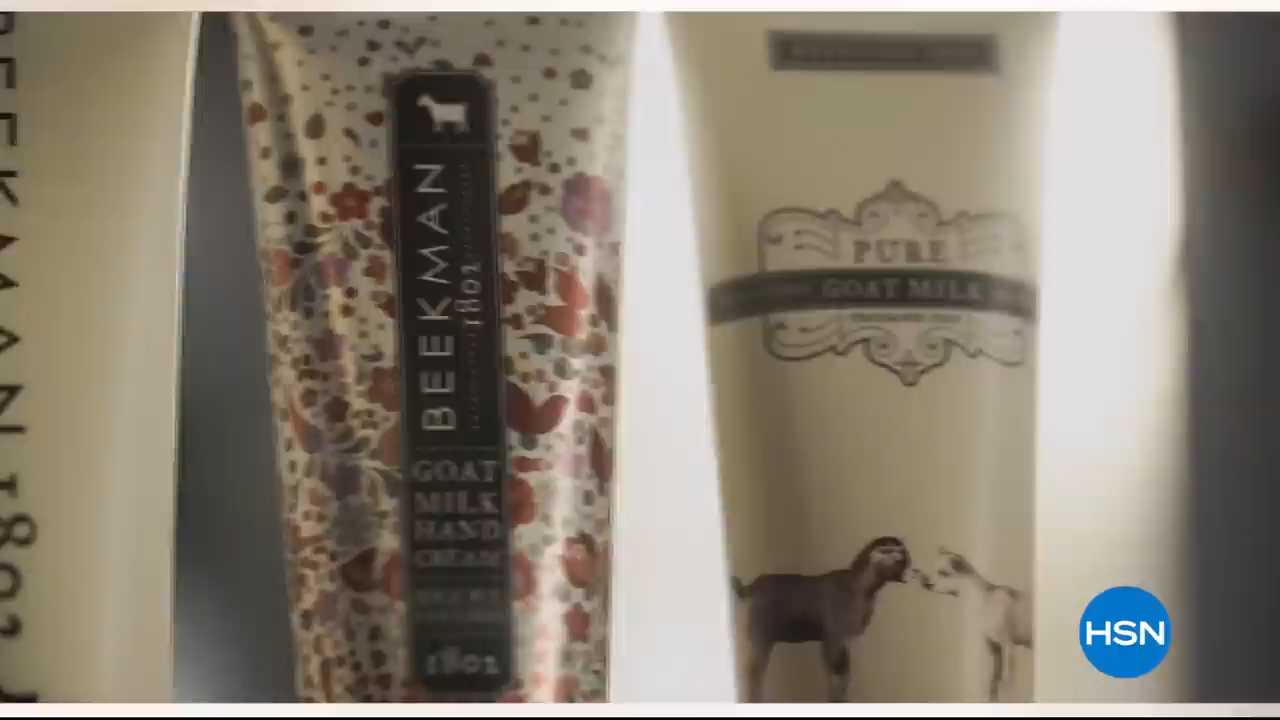 BEEKMAN 1802
BEEKMAN
1802
GOAT
MILK
HAND
CREAM
1802
PURE
GOAT MILK
HSN